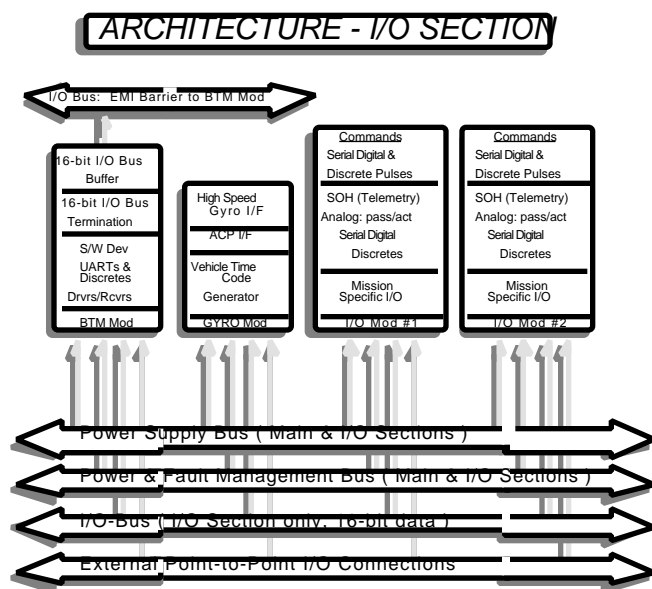 ARCHITECTURE - I/O SECTION
I/O Bus: EMI Barrier to BTM Mod
16-bit I/O Bus
Buffer
16-bit I/O Bus
Termination
S/W Dev
UARTs &
Discretes
Drvrs/Rcvrs
BTM Mod
High Speed
Gyro I/F
ACP I/F
Vehicle Time
Code
Generator
GYRO Mod
Commands
Serial Digital &
Discrete Pulses
SOH (Telemetry)
Analog: pass/act
Serial Digital
Discretes
Mission
Specific I/O
I/O Mod #1
Commands
Serial Digital &
Discrete Pulses
SOH (Telemetry)
Analog: pass/act
Serial Digital
Discretes
Mission
Specific I/O
I/O Mod #2
Power Supply Bus ( Main & I/O Sections )
Power & Fault Management Bus ( Main & I/O Sections )
I/O-Bus ( I/O Section only, 16-bit data )
External Point-to-Point I/O Connections